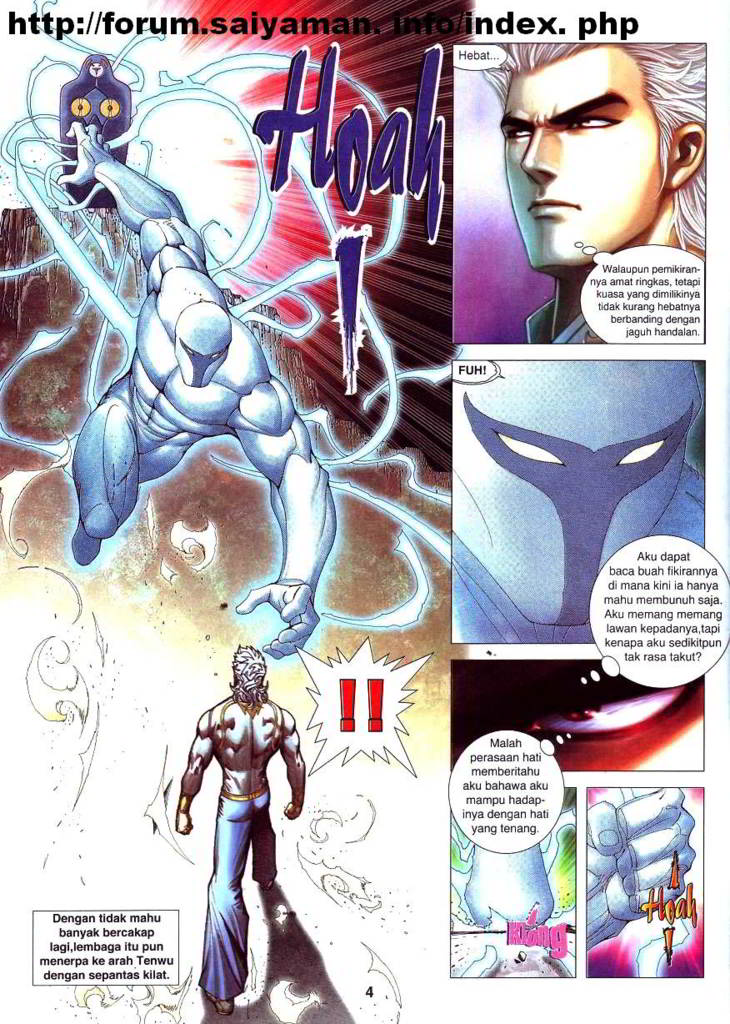 http://forum.saiyaman. info/index. php
Hoah
!
Hebat...
Walaupun pemikiran-
nya amat ringkas, tetapi
kuasa yang dimilikinya
tidak kurang hebatnya
berbanding dengan
jaguh handalan.
FUH!
Aku dapat
baca buah fikirannya
di mana kini ia hanya
mahu membunuh saja.
Aku memang memang
lawan kepadanya,tapi
kenapa aku sedikitpun
tak rasa takut?
!!
Malah
perasaan hati
memberitahu
aku bahawa aku
mampu hadap-
inya dengan hati
yang tenang.
Dengan tidak mahu
banyak bercakap
lagi,lembaga itu pun
menerpa ke arah Tenwu
dengan sepantas kilat.
!
Hoah
!
4